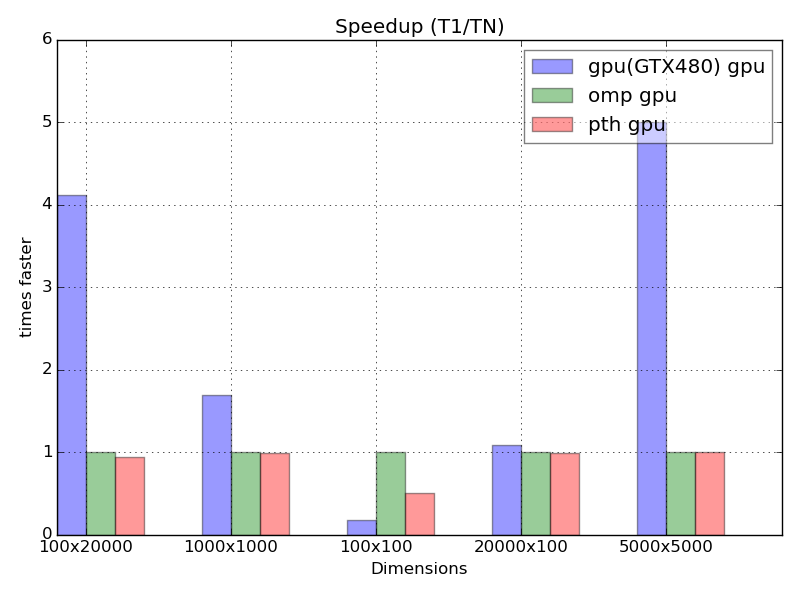 Speedup (T1/TN)
gpu(GTX480) gpu
omp gpu
pth gpu
6
5
4
3
2
1
0
times faster
100x20000 1000x1000 100x100 20000x100 5000x5000
Dimensions